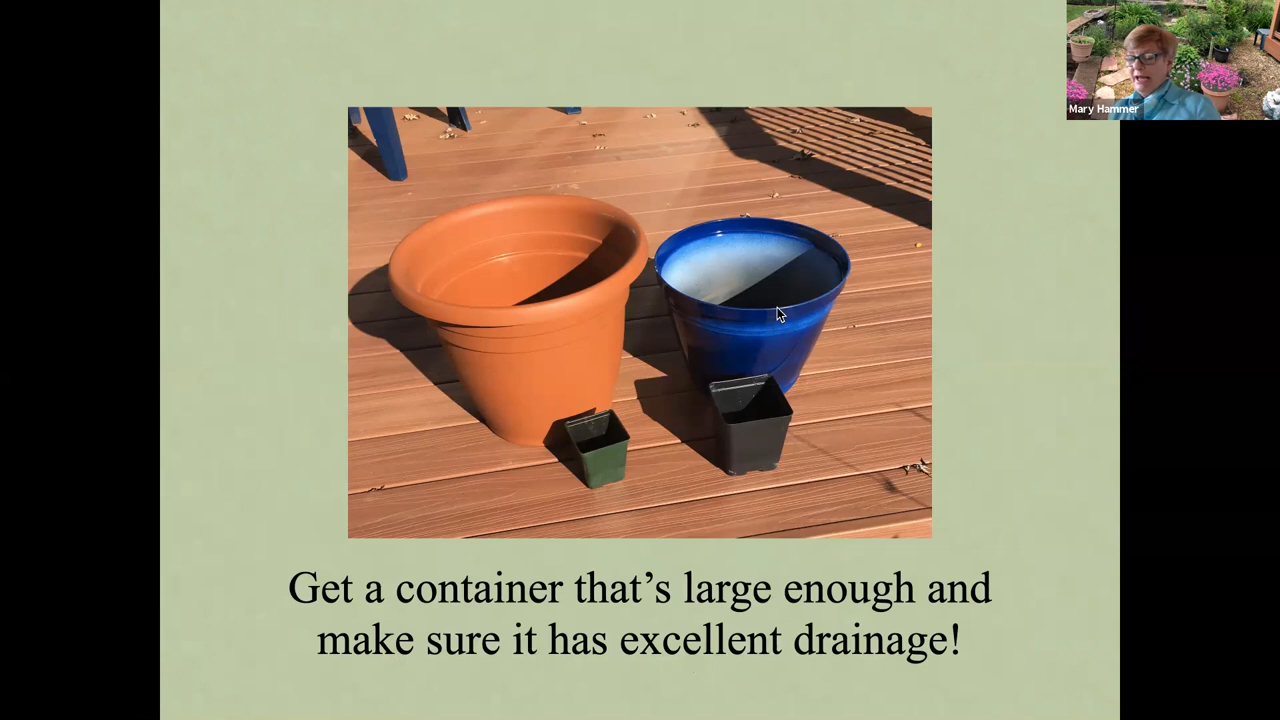 Mary Hammer
Get a container that's large enough and
make sure it has excellent drainage!